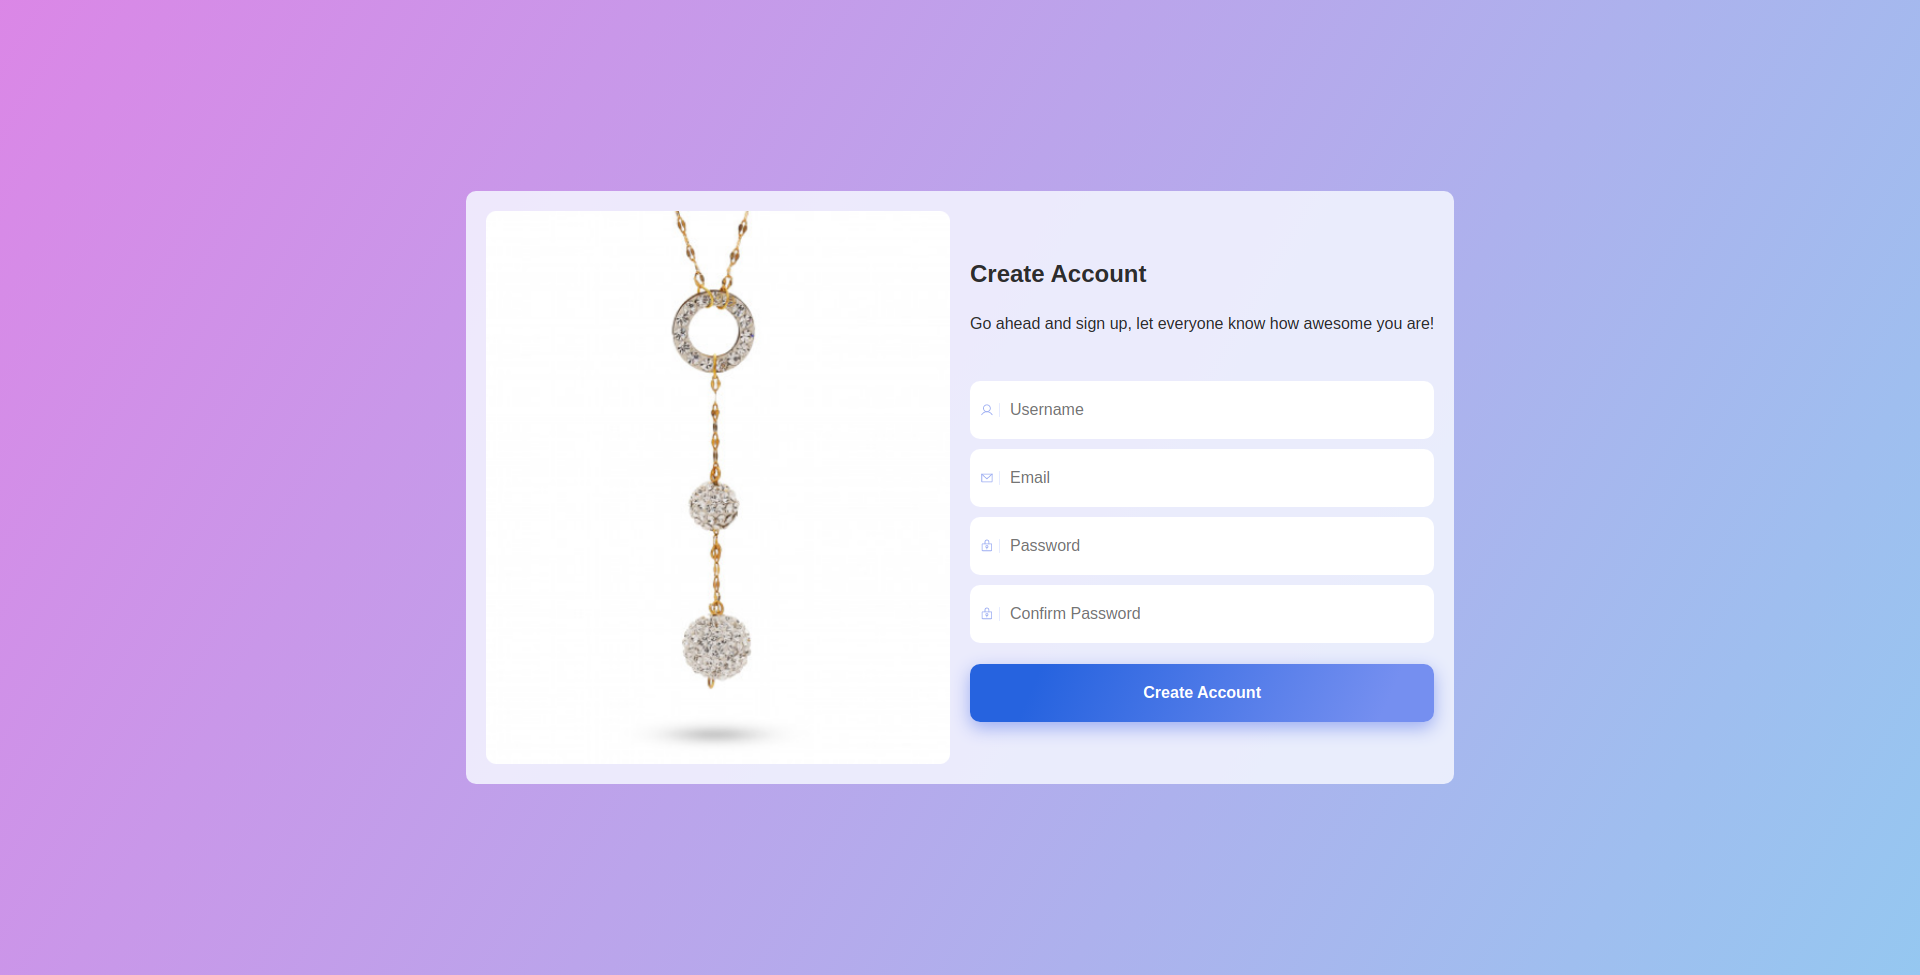 Create Account
Go ahead and sign up, let everyone know how awesome you are!
Username
Email
Password
Confirm Password
Create Account